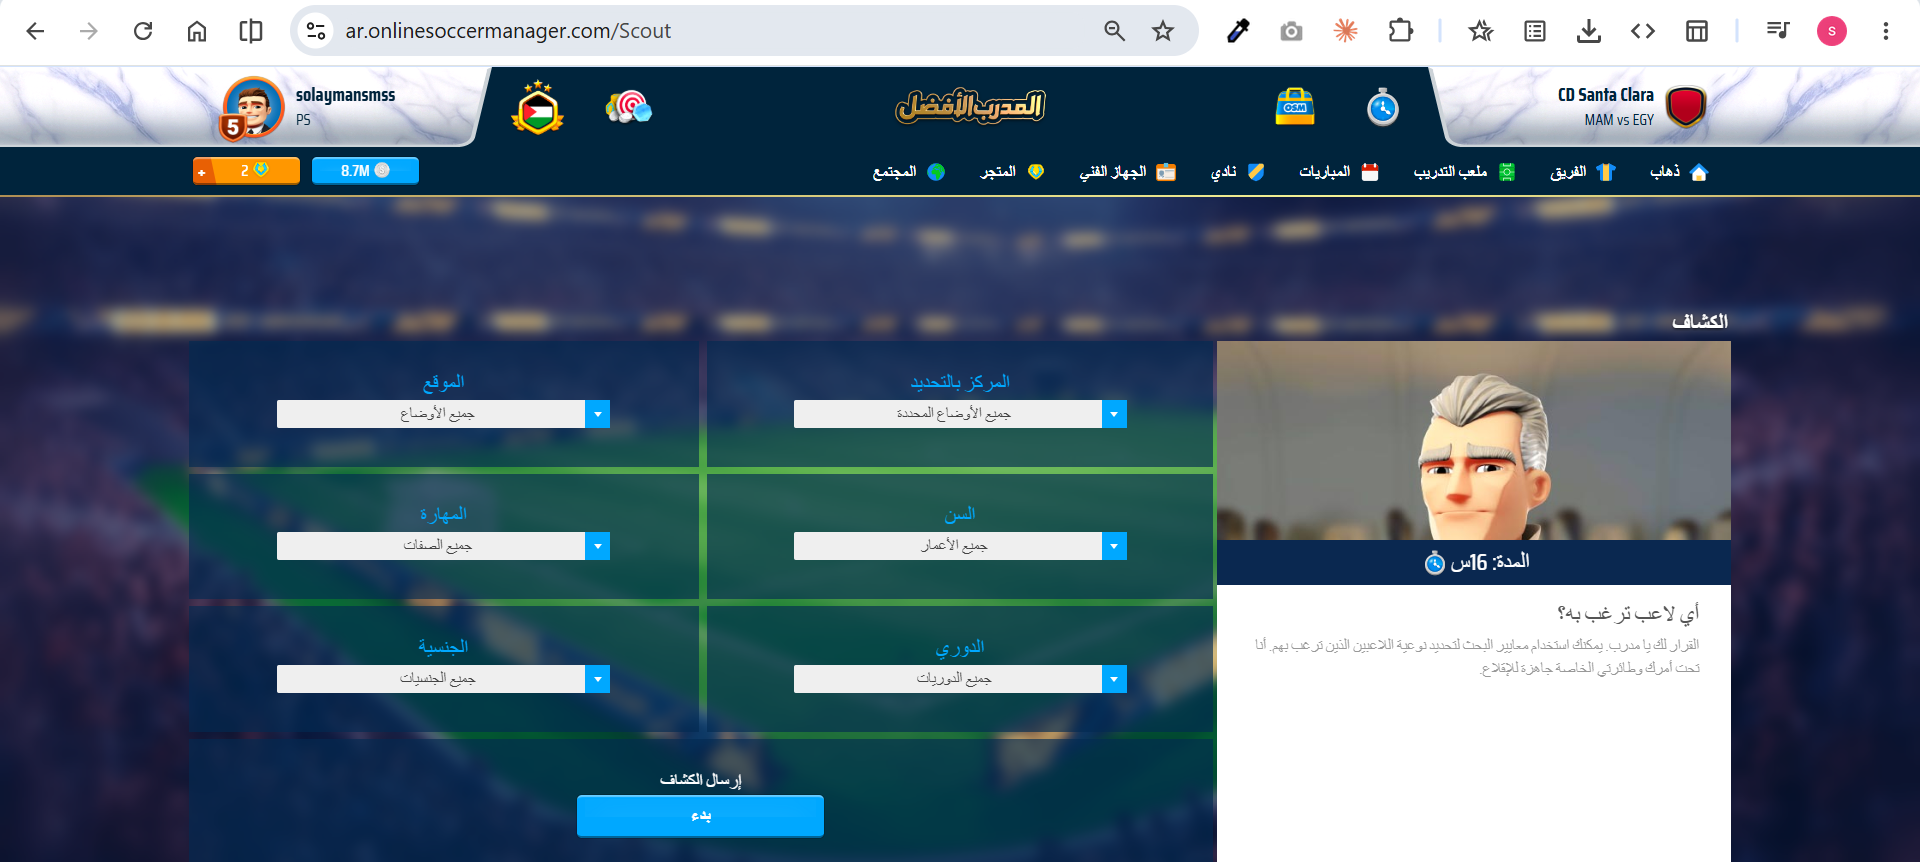 ar.onlinesoccermanager.com/Scout
S
solaymansmss
PS
5
OSM
المدرب الأفضل
CD Santa Clara
MAM vs EGY
ذهاب
الفريق
ملعب التدريب
المباريات
نادي
الجهاز الفني
المتجر
المجتمع
8.7M
2
+
الكشاف
المركز بالتحديد
جميع الأوضاع المحددة
الموقع
جميع الأوضاع
السن
جميع الأعمار
المهارة
جميع الصفات
الدوري
جميع الدوريات
الجنسية
جميع الجنسيات
إرسال الكشاف
بدء
المدة: 16س
أي لاعب ترغب به؟
القرار لك يا مدرب. يمكنك استخدام معايير البحث لتحديد نوعية اللاعبين الذين ترغب بهم. أنا
تحت أمرك وطائرتي الخاصة جاهزة للإقلاع.